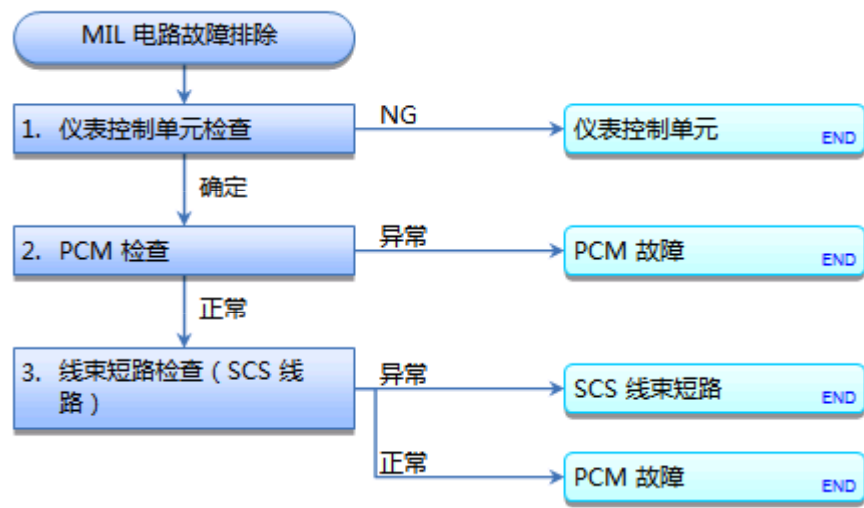 MIL 电路故障排除
1. 仪表控制单元检查
NG
仪表控制单元
END
确定
2. PCM 检查
异常
PCM 故障
END
正常
3. 线束短路检查（SCS 线
路）
异常
SCS 线束短路
END
正常
PCM 故障
END